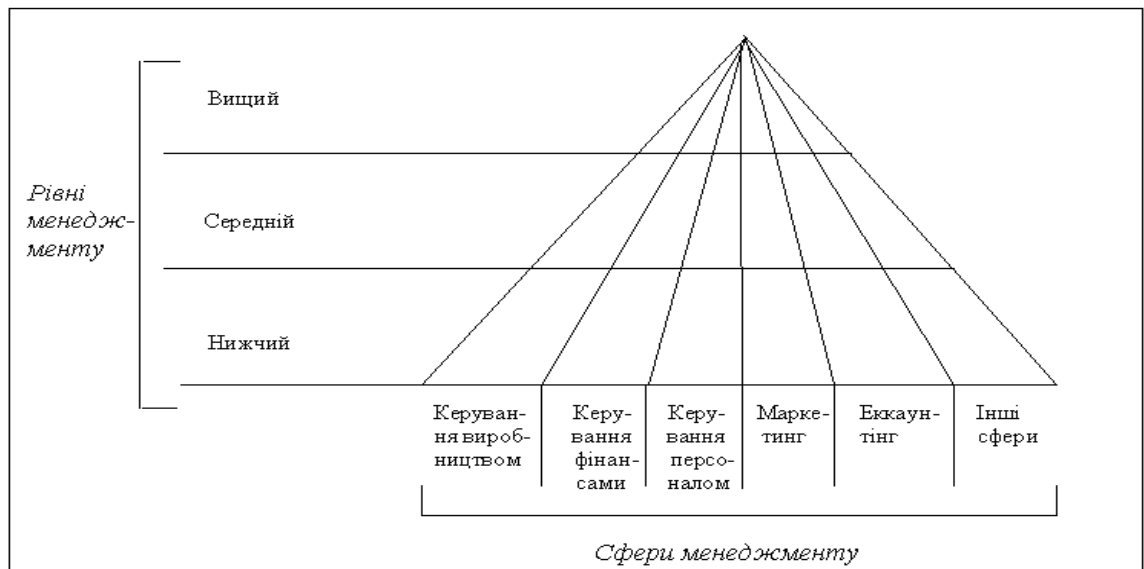 Вищий
Рівні
менедж-
менту
Середній
Нижчий
Керуван-
ня вироб-
ництвом
Керу-
вання
фінан-
сами
Керу-
вання
персо-
налом
Марке-
тинг
Еккаун-
тінг
Інші
сфери
Сфери менеджменту